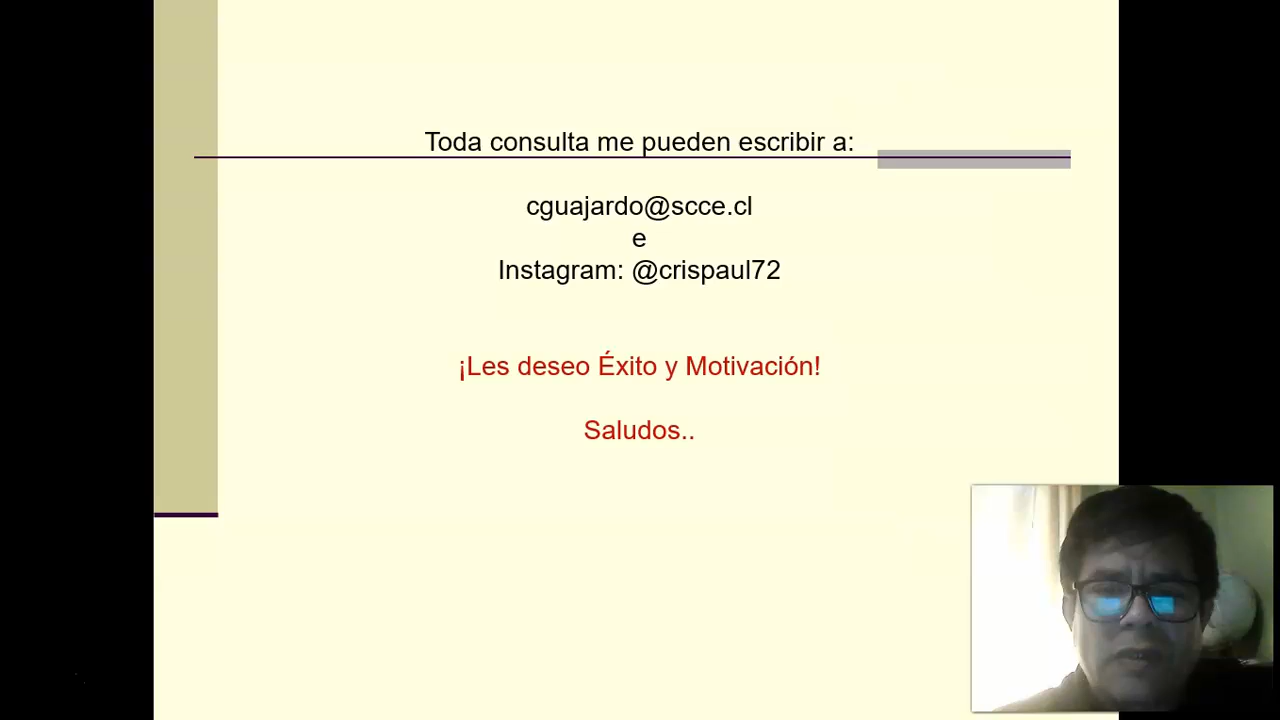 Toda consulta me pueden escribir a:
cguajardo@scce.cl
e
Instagram: @crispaul72
¡Les deseo Éxito y Motivación!
Saludos..